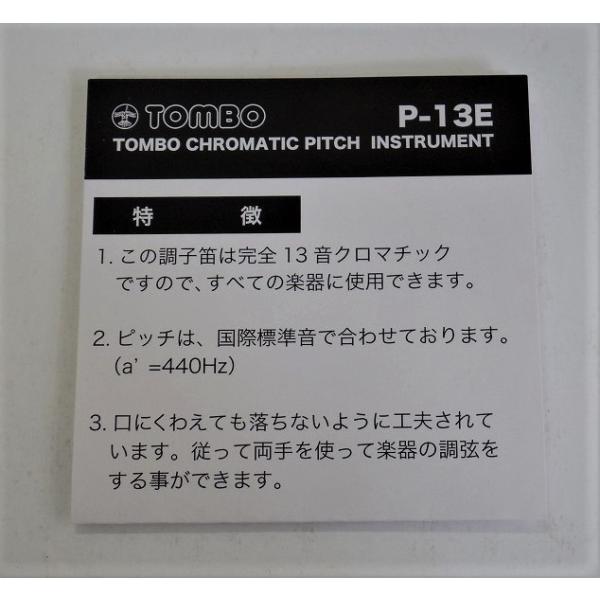 TOMBO P-13E
TOMBO CHROMATIC PITCH INSTRUMENT
特 徴
1. この調子笛は完全13音クロマチック
ですので、すべての楽器に使用できます。
2. ピッチは、国際標準音で合わせております。
(a' =440Hz)
3. 口にくわえても落ちないように工夫されて
います。従って両手を使って楽器の調弦を
する事ができます。